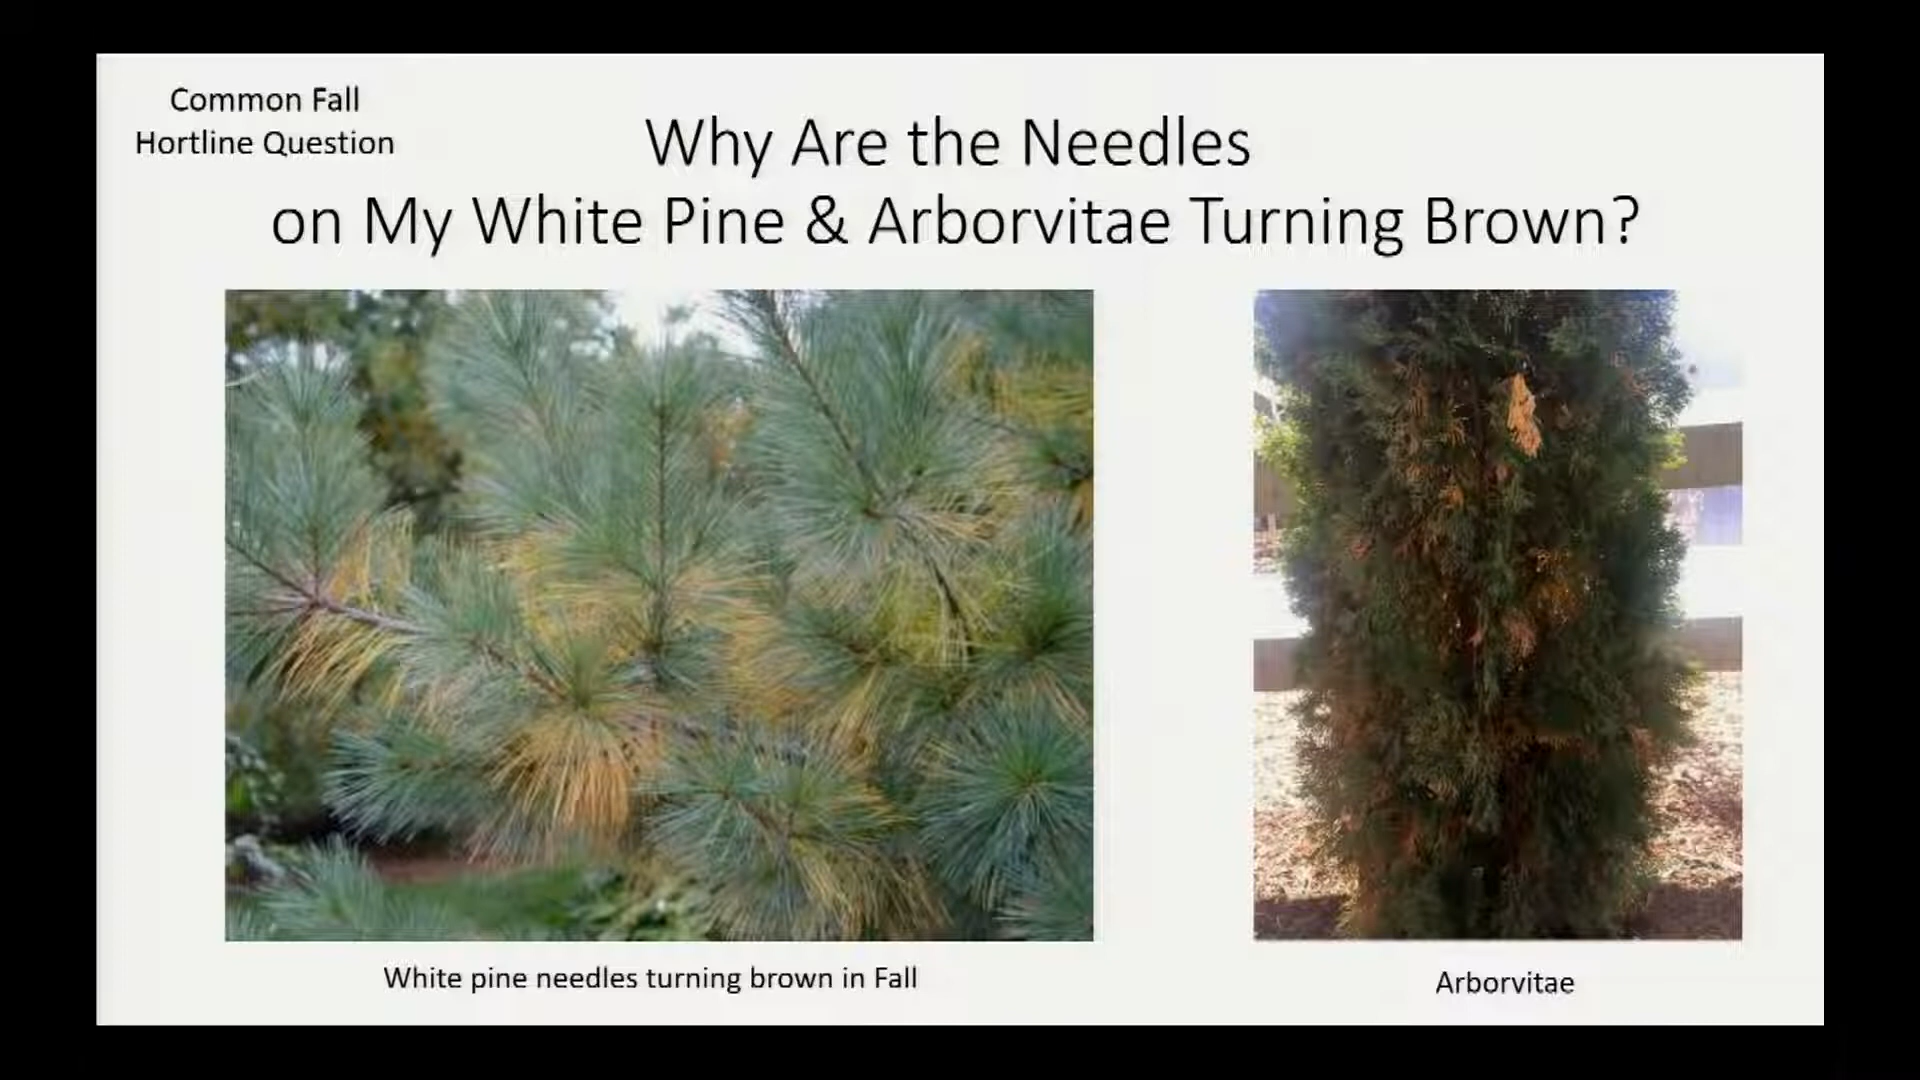 Common Fall
Hortline Question
Why Are the Needles
on My White Pine & Arborvitae Turning Brown?
White pine needles turning brown in Fall
Arborvitae